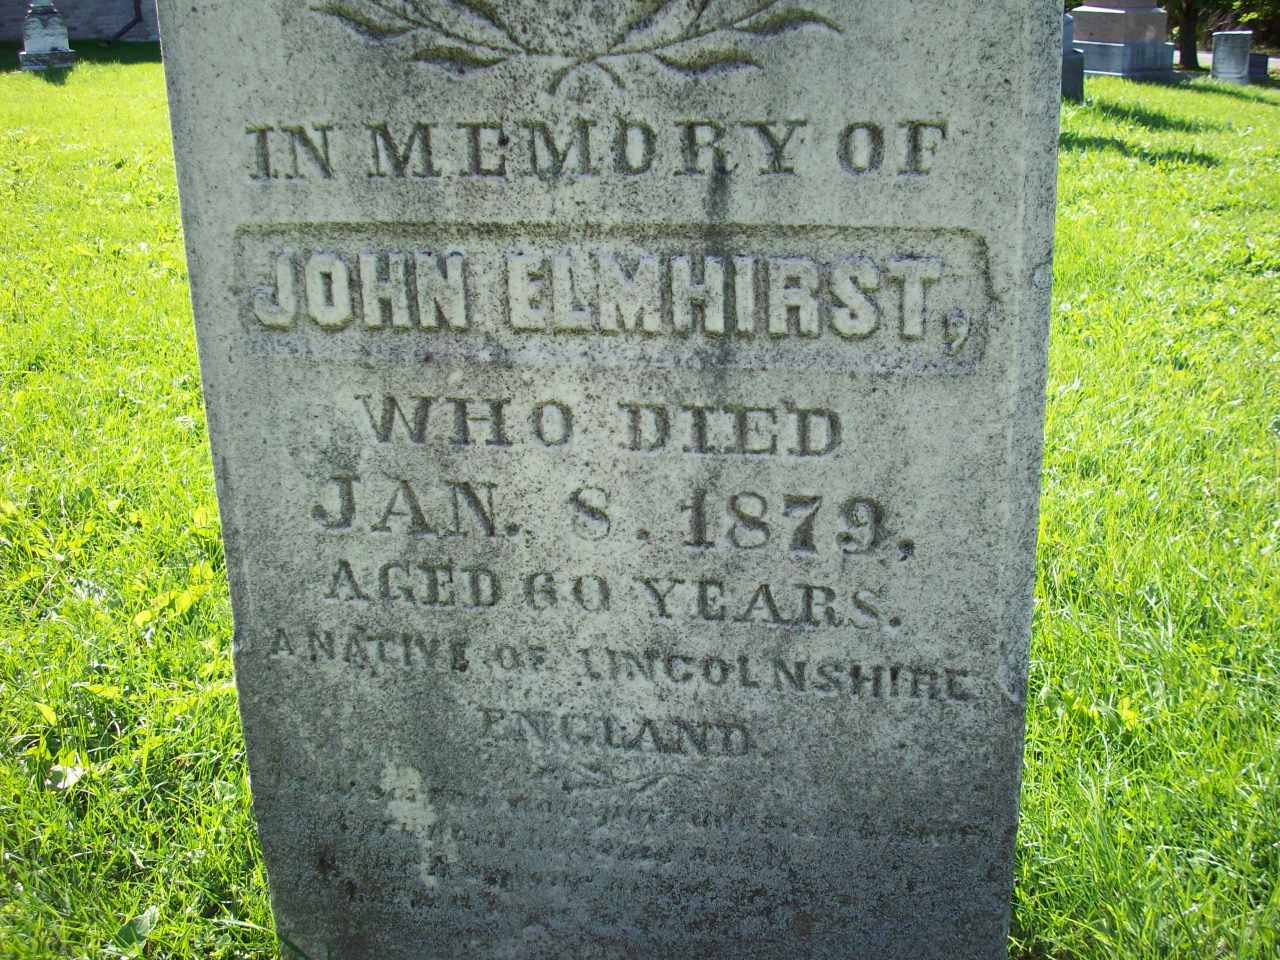 IN MEMORY OF
JOHN ELMHIRST,
WHO DIED
JAN. 8. 1879,
AGED 60 YEARS.
A NATIVE OF LINCOLNSHIRE
ENGLAND